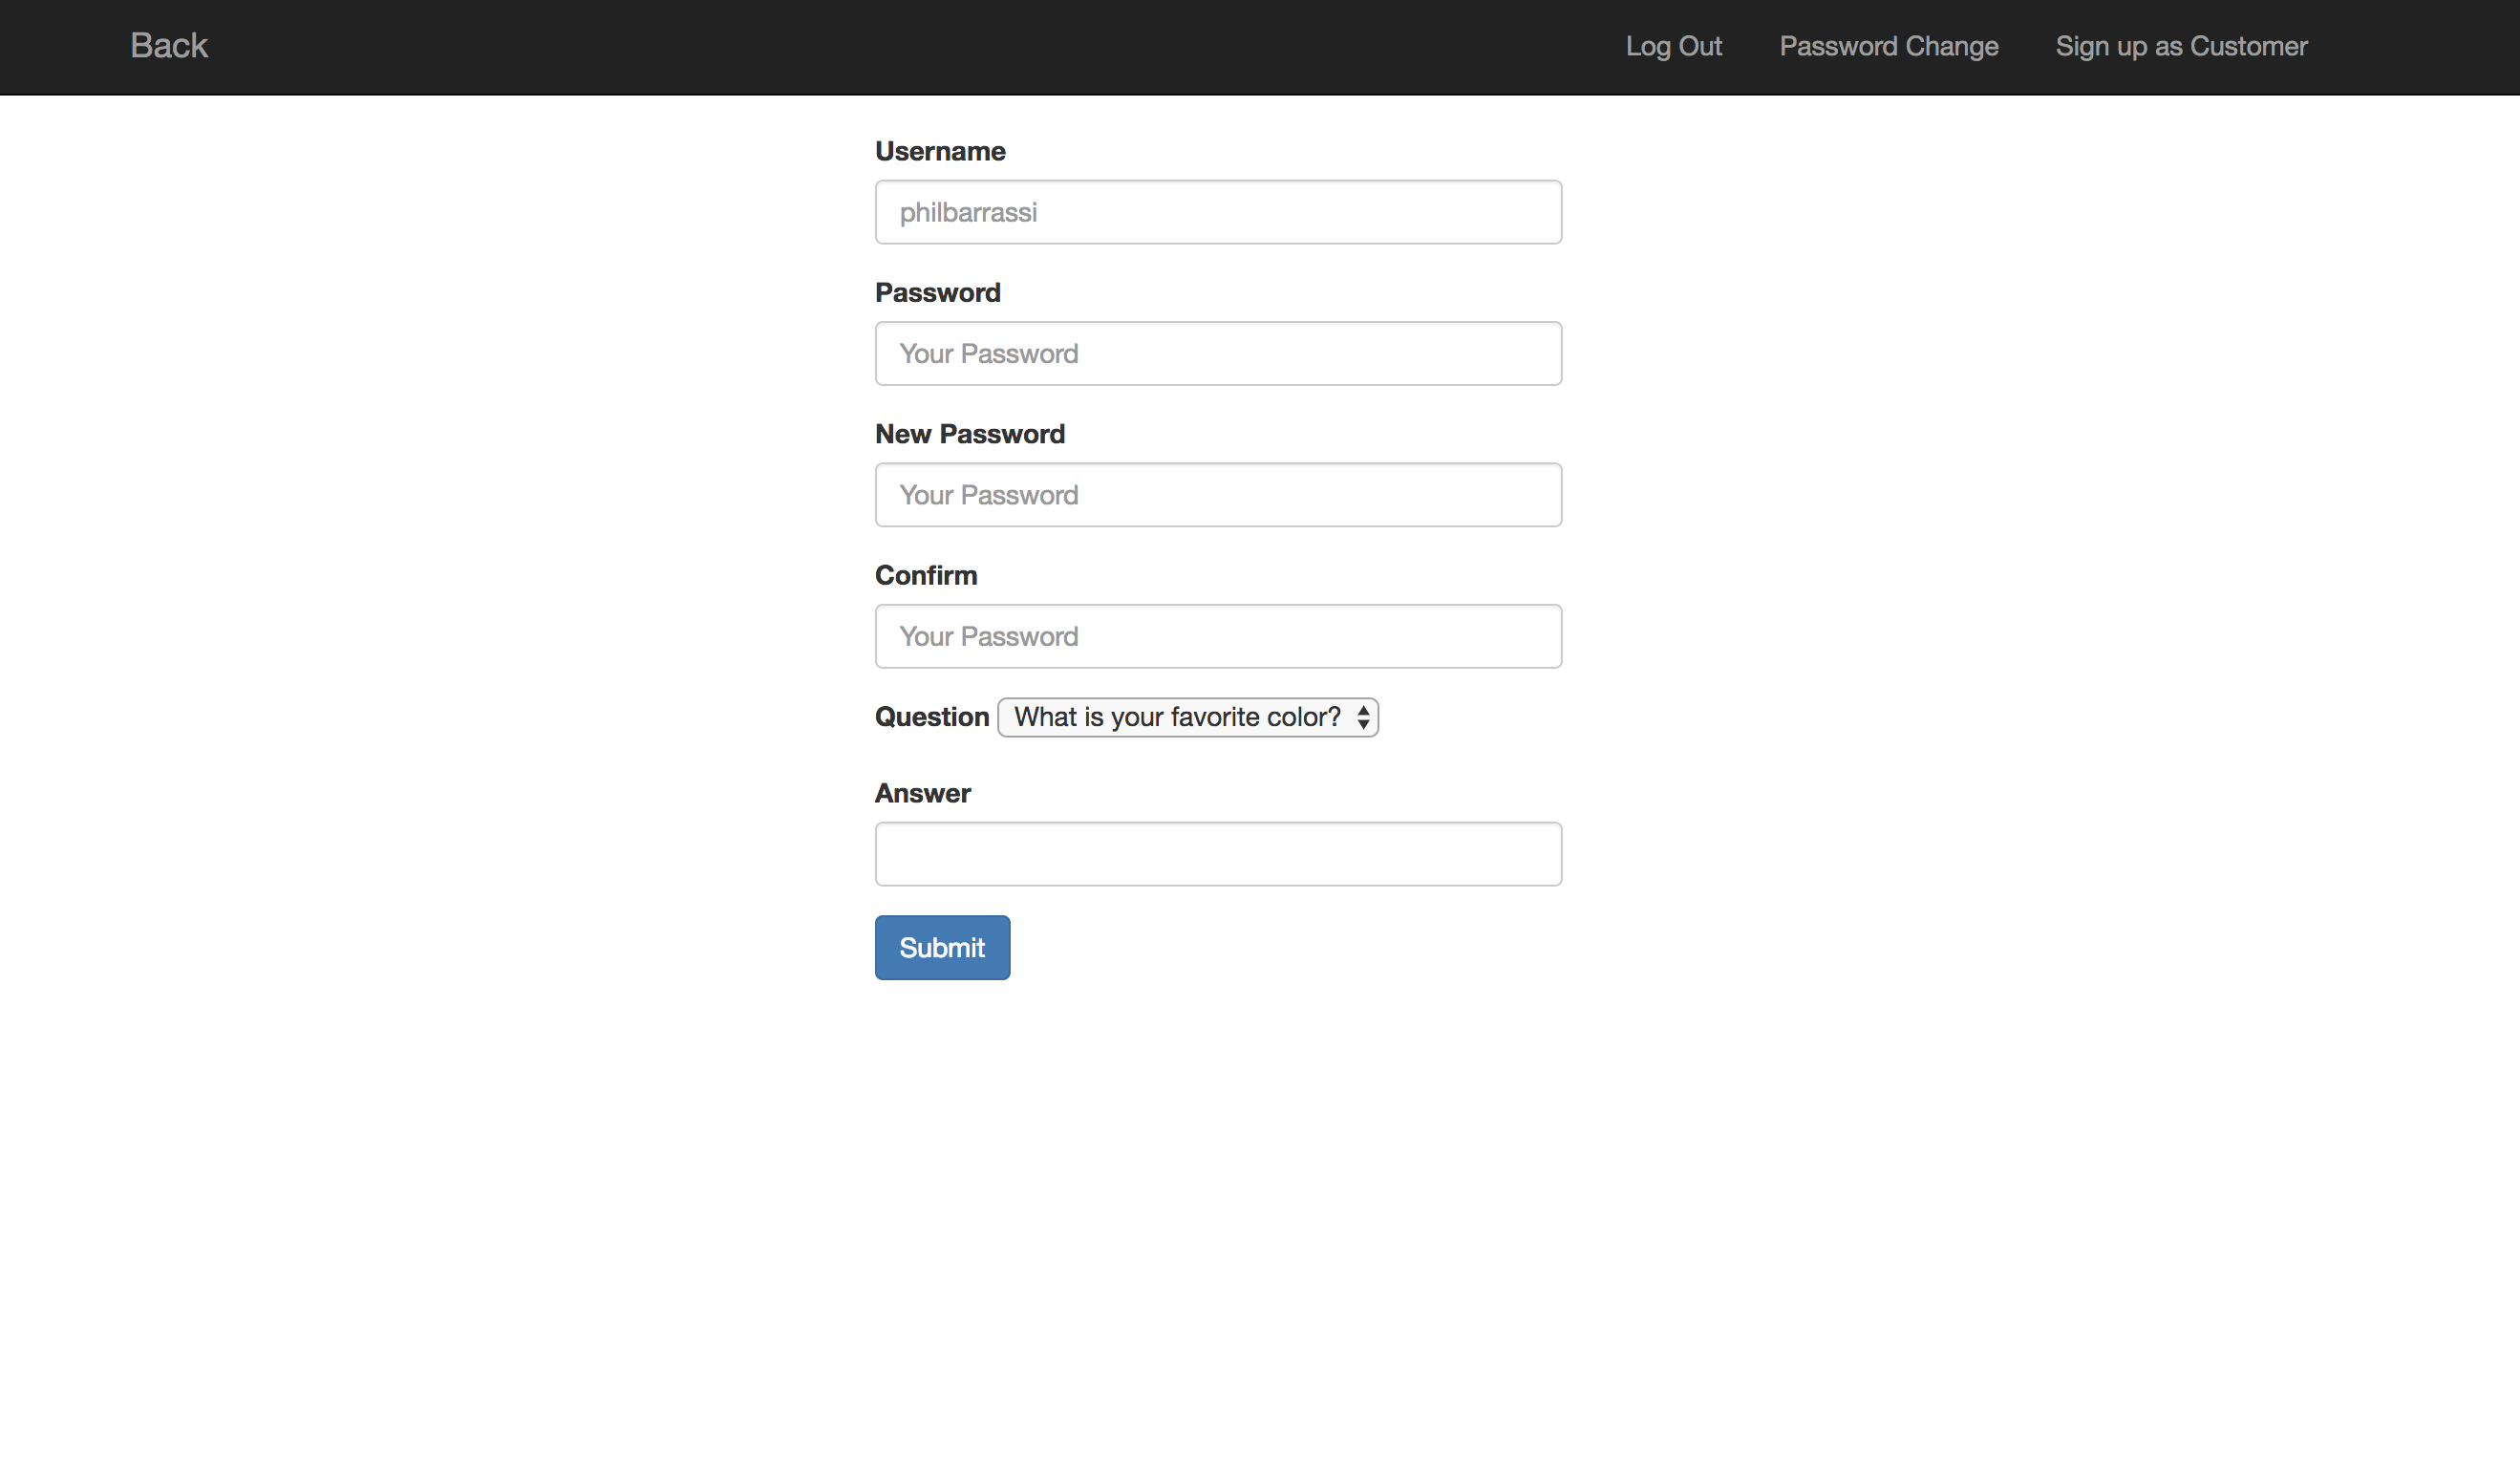 Back Log Out Password Change Sign up as Customer
Username
philbarrassi
Password
Your Password
New Password
Your Password
Confirm
Your Password
Question What is your favorite color?
Answer
Submit